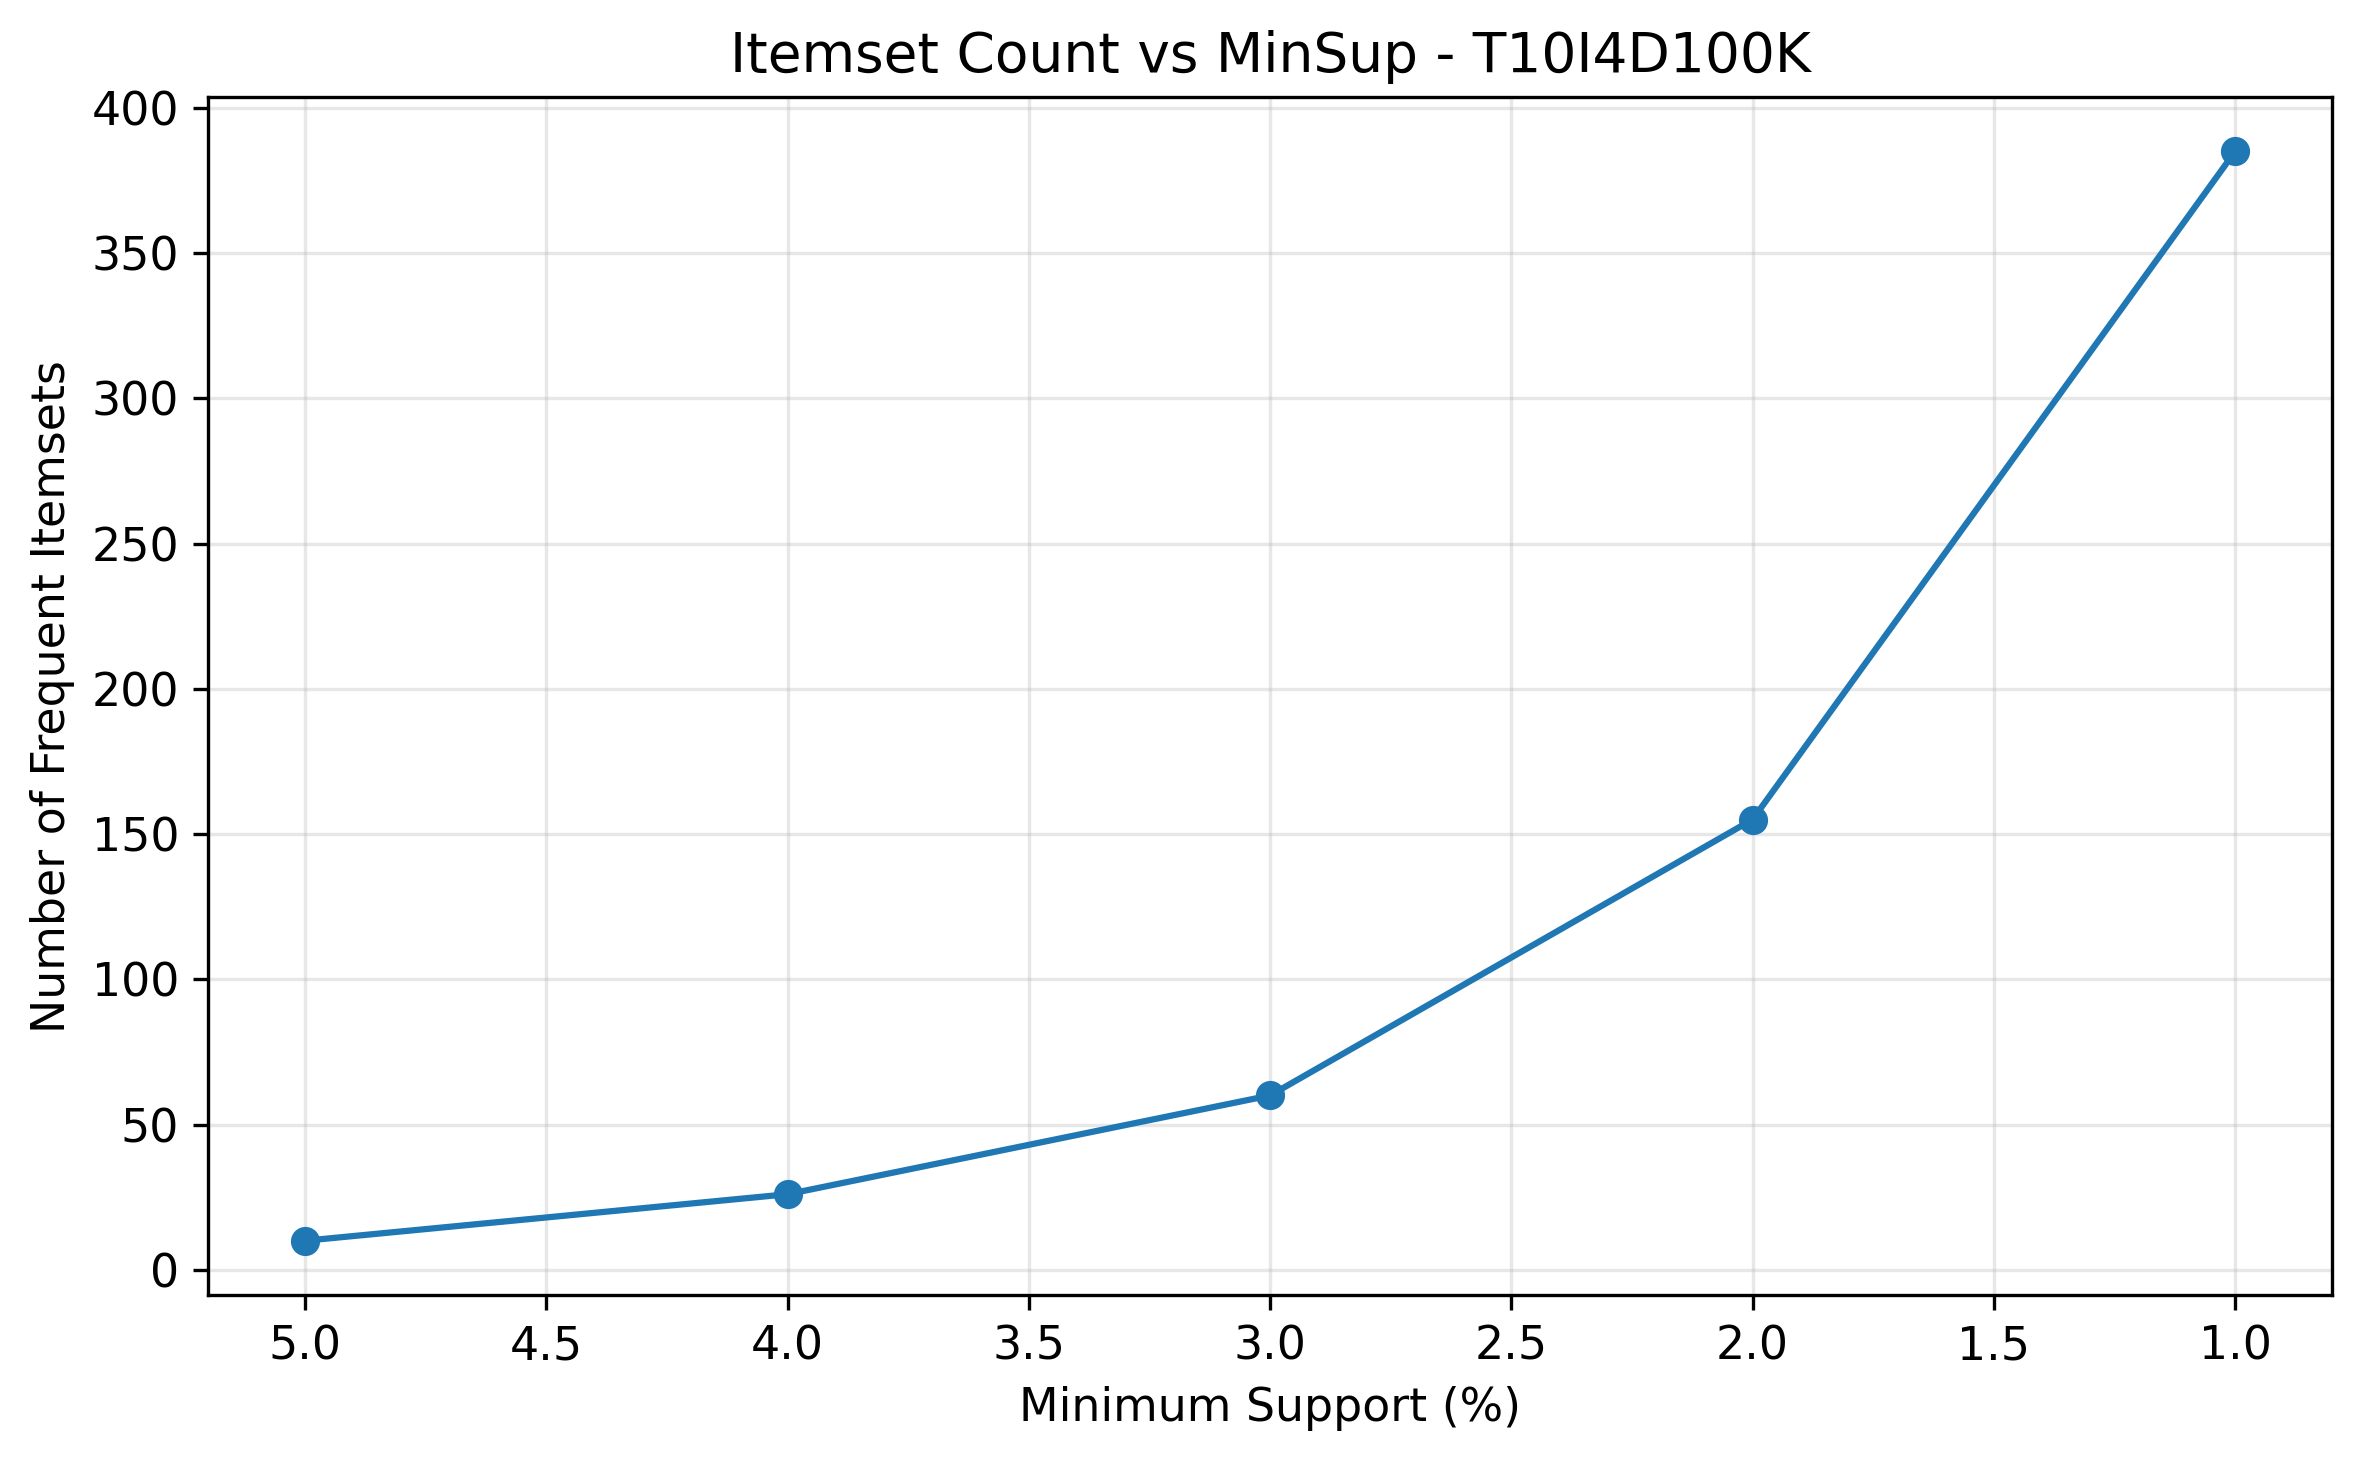 Itemset Count vs MinSup - T10I4D100K
Number of Frequent Itemsets
400
350
300
250
200
150
100
50
0
5.0 4.5 4.0 3.5 3.0 2.5 2.0 1.5 1.0
Minimum Support (%)